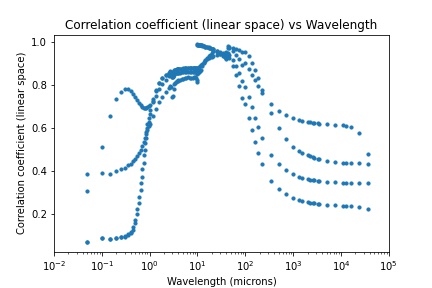 Correlation coefficient (linear space) vs Wavelength
Correlation coefficient (linear space)
1.0
0.8
0.6
0.4
0.2
10⁻² 10⁻¹ 10⁰ 10¹ 10² 10³ 10⁴ 10⁵
Wavelength (microns)